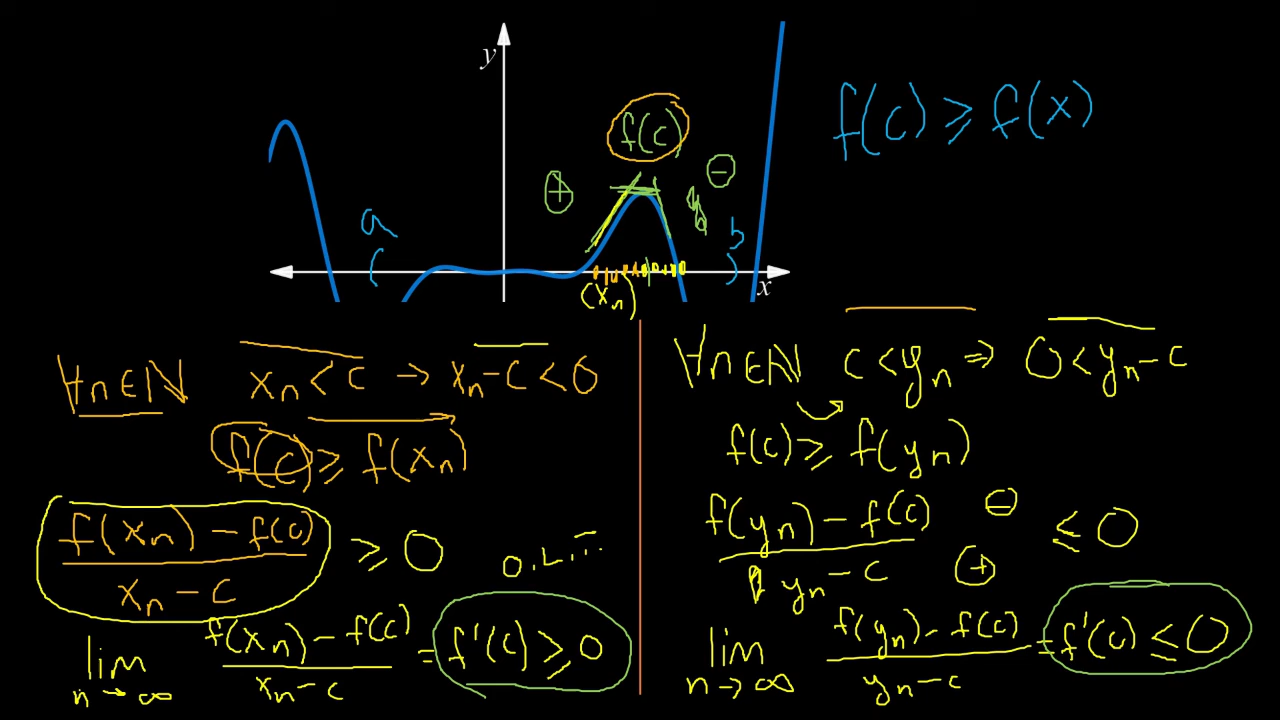 y
f(c)
f(c) ≥ f(x)
⊕
⊖
a
b
x
(xₙ)
∀n∈ℕ xₙ < c → xₙ - c < 0
f(c) ≥ f(xₙ)
f(xₙ) - f(c)
xₙ - c
≥ 0
O.L...
lim n→∞
f(xₙ) - f(c)
xₙ - c
= f'(c) ≥ 0
∀n∈ℕ c < yₙ ⇒ 0 < yₙ - c
f(c) ≥ f(yₙ)
f(yₙ) - f(c) ⊖
yₙ - c ⊕
≤ 0
lim n→∞
f(yₙ) - f(c)
yₙ - c
= f'(c) ≤ 0